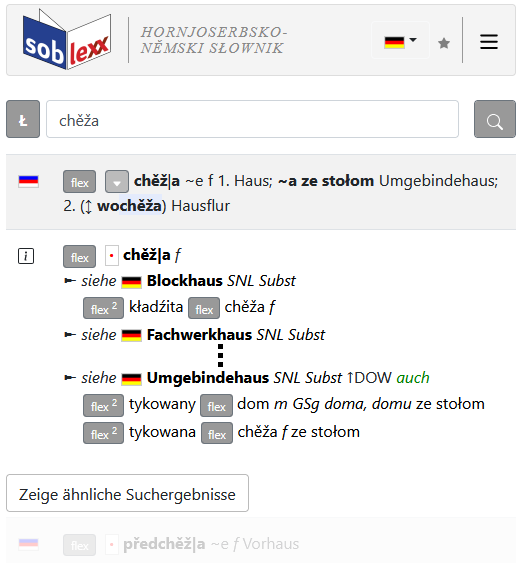 soblexx
HORNJOSERBSKO-
NĚMSKI SŁOWNIK
Ł
chěža
flex chěž|a ~e f 1. Haus; ~a ze stołom Umgebindehaus;
2. (↕ wochěža) Hausflur
i flex chěž|a f
siehe Blockhaus SNL Subst
flex 2 kładźita flex chěža f
siehe Fachwerkhaus SNL Subst
siehe Umgebindehaus SNL Subst ↑DOW auch
flex 2 tykowany flex dom m GSg doma, domu ze stołom
flex 2 tykowana flex chěža f ze stołom
Zeige ähnliche Suchergebnisse
flex předchěž|a ~e f Vorhaus